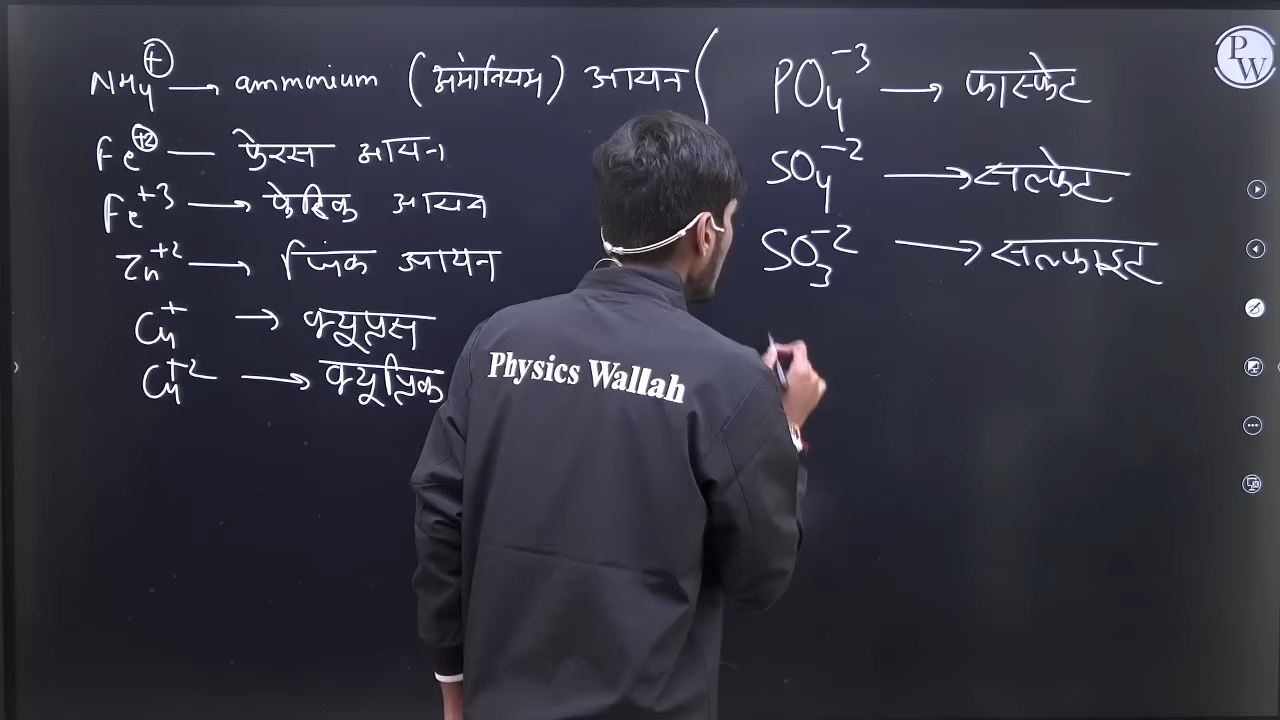 NH₄⁺ → ammonium (अमोनियम) आयन (
Fe⁺² — फेरस आयन
Fe⁺³ → फेरिक आयन
Zn⁺² → जिंक आयन
Cu⁺ → क्यूप्रस
Cu⁺² → क्यूप्रिक
PO₄⁻³ → फास्फेट
SO₄⁻² → सल्फेट
SO₃⁻² → सल्फाइट
Physics Wallah
PW